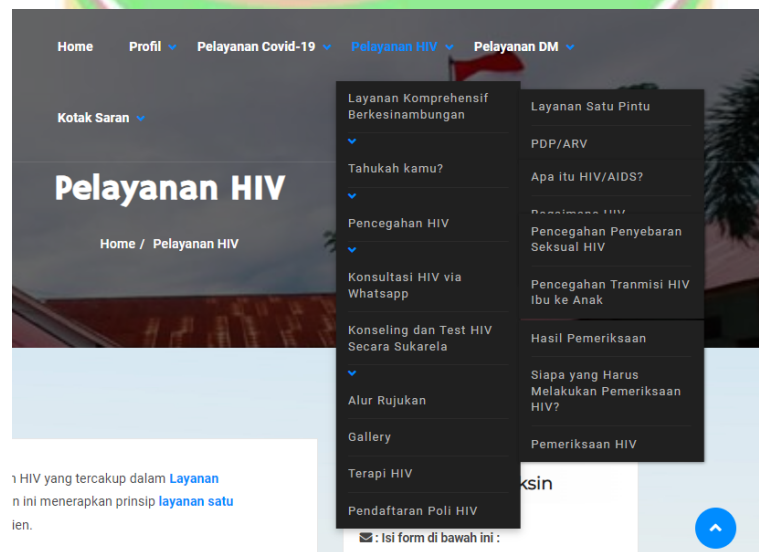 Home Profil Pelayanan Covid-19 Pelayanan HIV Pelayanan DM
Kotak Saran
Pelayanan HIV
Home / Pelayanan HIV
Layanan Komprehensif
Berkesinambungan
Tahukah kamu?
Pencegahan HIV
Konsultasi HIV via
Whatsapp
Konseling dan Test HIV
Secara Sukarela
Alur Rujukan
Gallery
Terapi HIV
Pendaftaran Poli HIV
Layanan Satu Pintu
PDP/ARV
Apa itu HIV/AIDS?
Pencegahan Penyebaran
Seksual HIV
Pencegahan Tranmisi HIV
Ibu ke Anak
Hasil Pemeriksaan
Siapa yang Harus
Melakukan Pemeriksaan
HIV?
Pemeriksaan HIV
HIV yang tercakup dalam Layanan
ini menerapkan prinsip layanan satu
: Isi form di bawah ini :